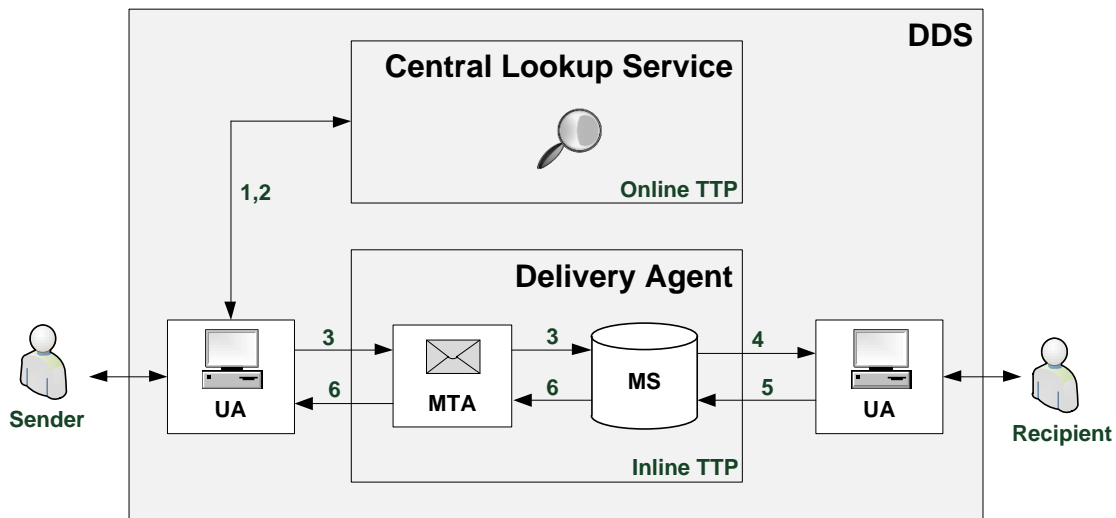 DDS
Central Lookup Service
Online TTP
1,2
Delivery Agent
3
3
4
MS
UA
6
MTA
6
5
UA
Sender
Recipient
Inline TTP